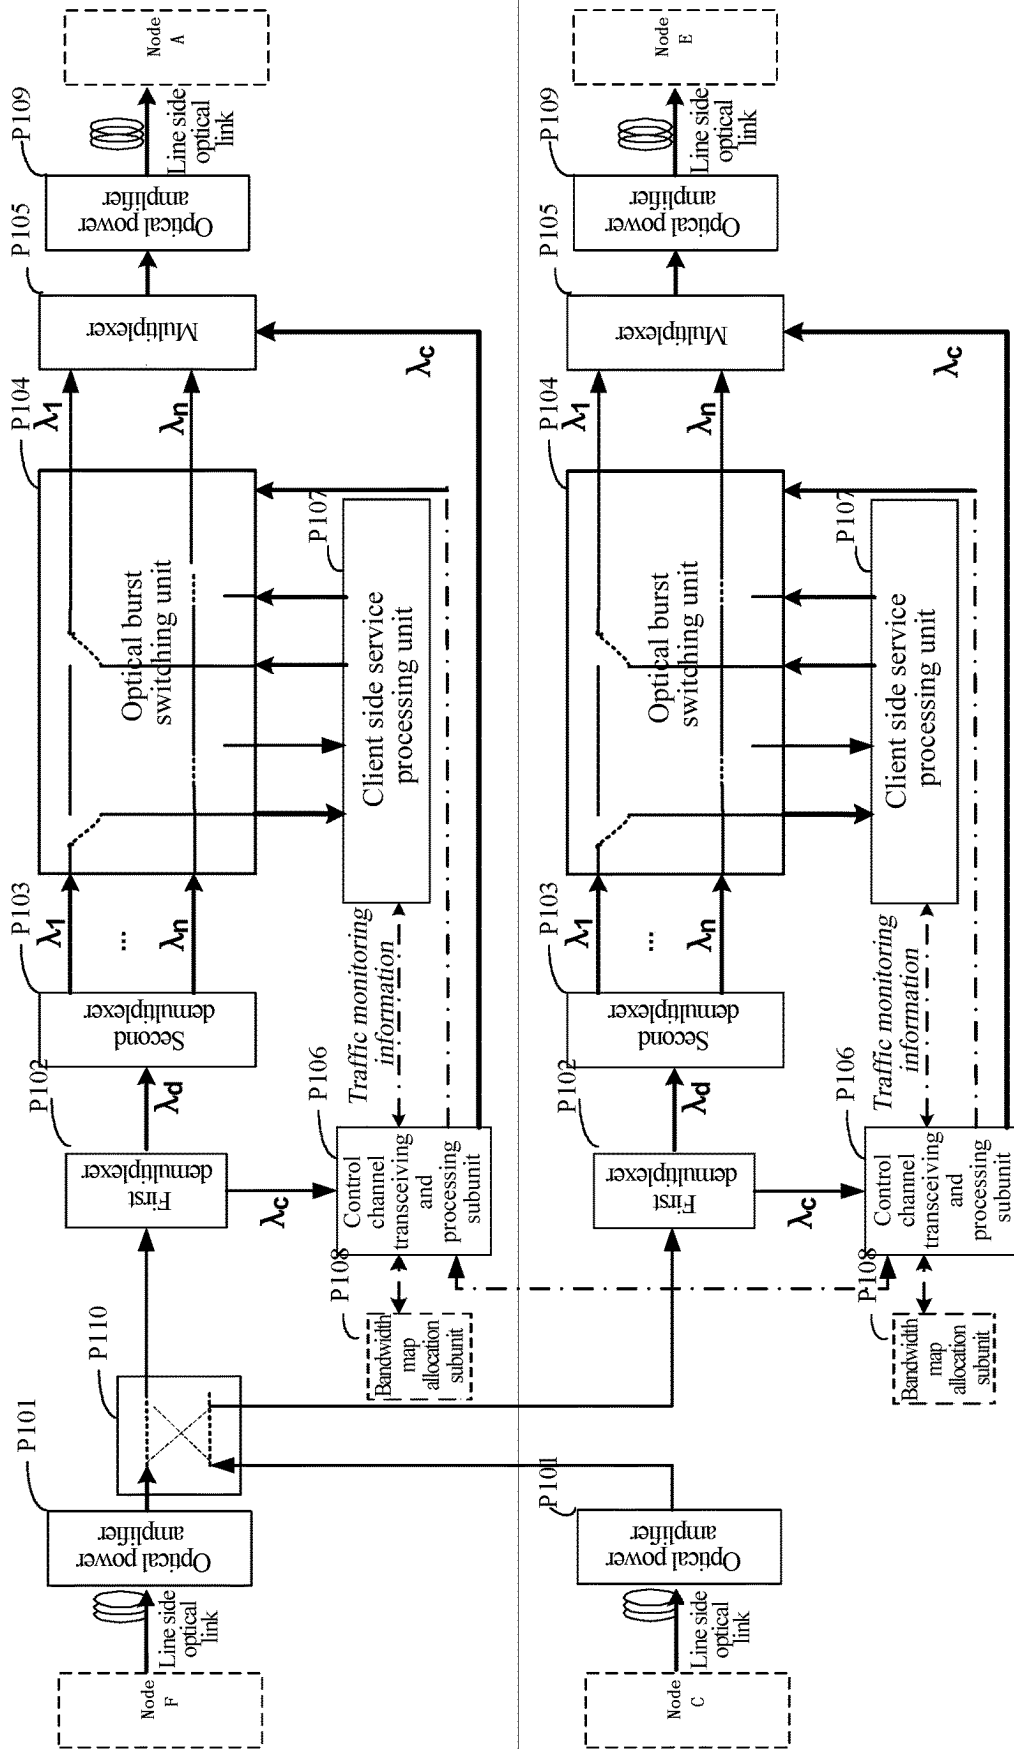 Node
F
Line side
optical
link
Optical power
amplifier
P101
P110
First
demultiplexer
P102
λd
λc
Second
demultiplexer
P103
λ1
...
λn
Optical burst
switching unit
P104
λ1
λn
Multiplexer
P105
λc
Optical power
amplifier
P109
Line side
optical
link
Node
A
Bandwidth
map
allocation
subunit
P108
Control
channel
transceiving
and
processing
subunit
P106
Traffic monitoring
information
Client side service
processing unit
P107
Node
C
Line side
optical
link
Optical power
amplifier
P101
First
demultiplexer
P102
λd
λc
Second
demultiplexer
P103
λ1
...
λn
Optical burst
switching unit
P104
λ1
λn
Multiplexer
P105
λc
Optical power
amplifier
P109
Line side
optical
link
Node
E
Bandwidth
map
allocation
subunit
P108
Control
channel
transceiving
and
processing
subunit
P106
Traffic monitoring
information
Client side service
processing unit
P107